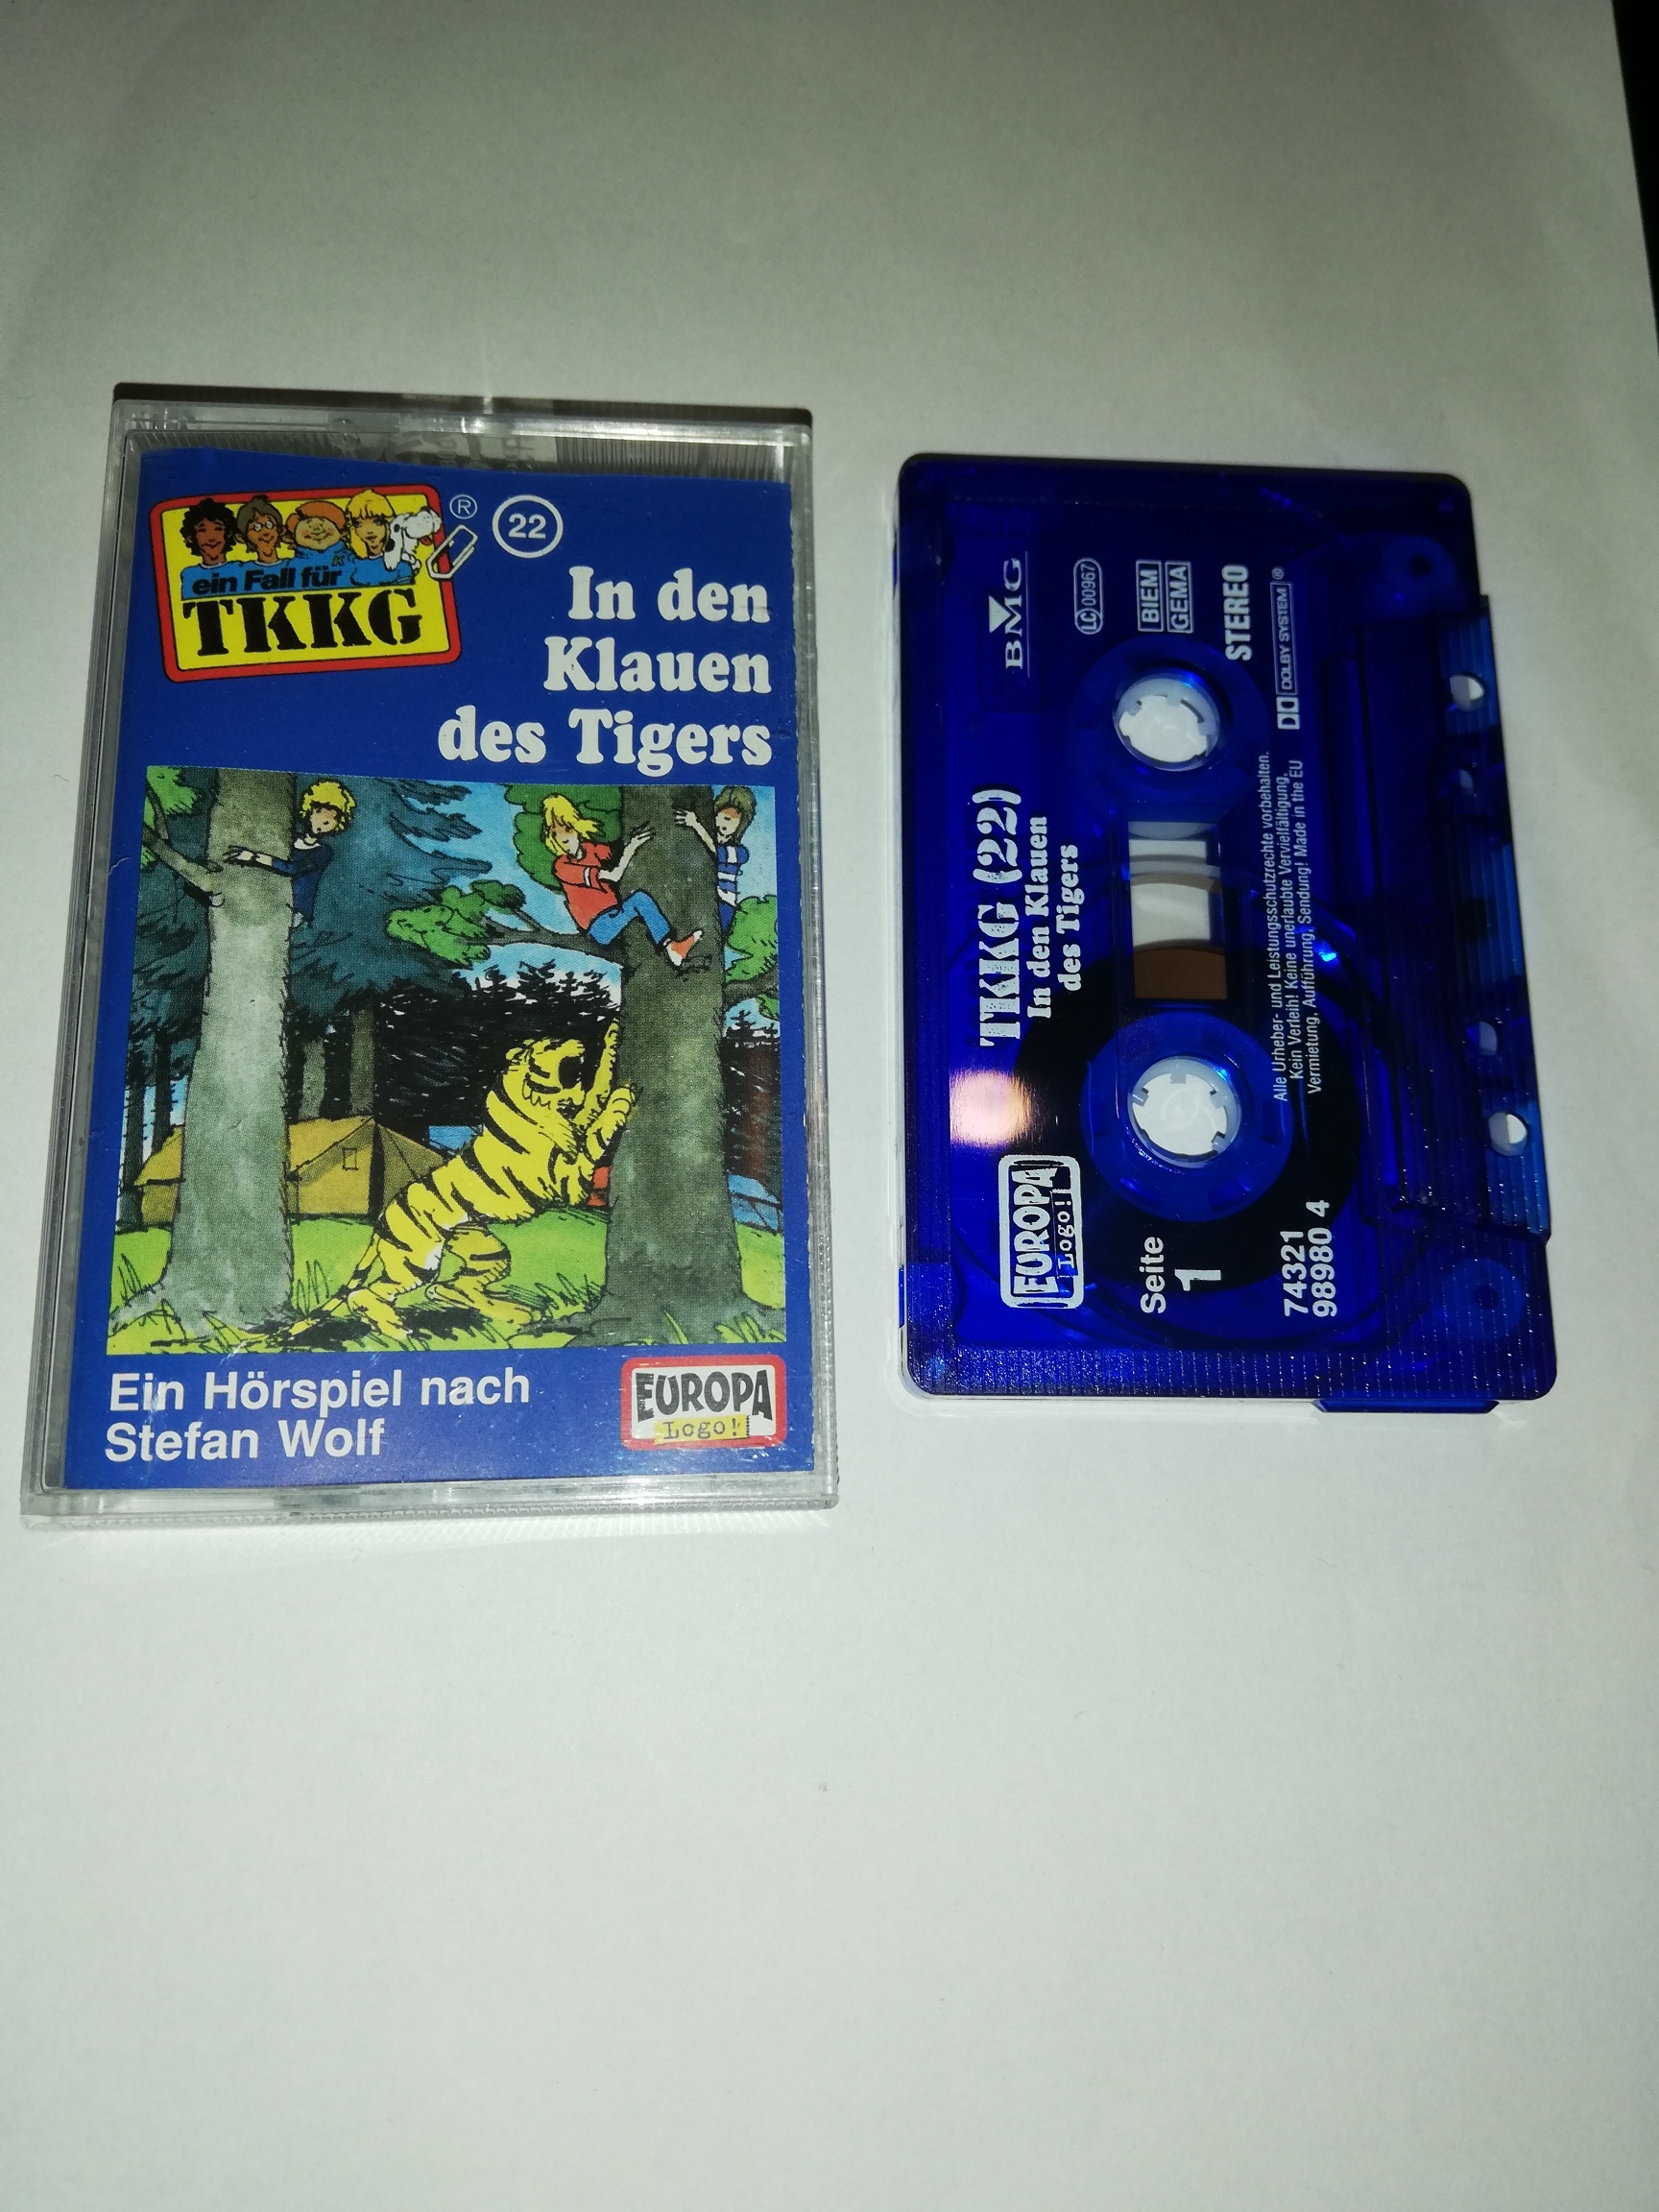 ein Fall für
TKKG
®
22
In den
Klauen
des Tigers
Ein Hörspiel nach
Stefan Wolf
EUROPA
Logo!
EUROPA
Logo!
TKKG (22)
In den Klauen
des Tigers
BMG
LC 00967
BIEM
GEMA
STEREO
DOLBY SYSTEM ®
Seite
1
Alle Urheber- und Leistungsschutzrechte vorbehalten.
Kein Verleih! Keine unerlaubte Vervielfältigung,
Vermietung, Aufführung, Sendung! Made in the EU
74321
98980 4